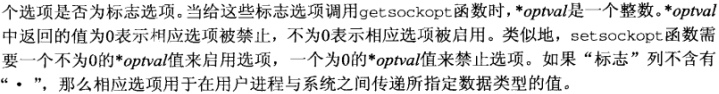 个选项是否为标志选项。当给这些标志选项调用getsockopt函数时,*optval是一个整数。*optval
中返回的值为0表示相应选项被禁止,不为0表示相应选项被启用。类似地,setsockopt函数需
要一个不为0的*optval值来启用选项,一个为0的*optval值来禁止选项。如果“标志”列不含有
“·”,那么相应选项用于在用户进程与系统之间传递所指定数据类型的值。